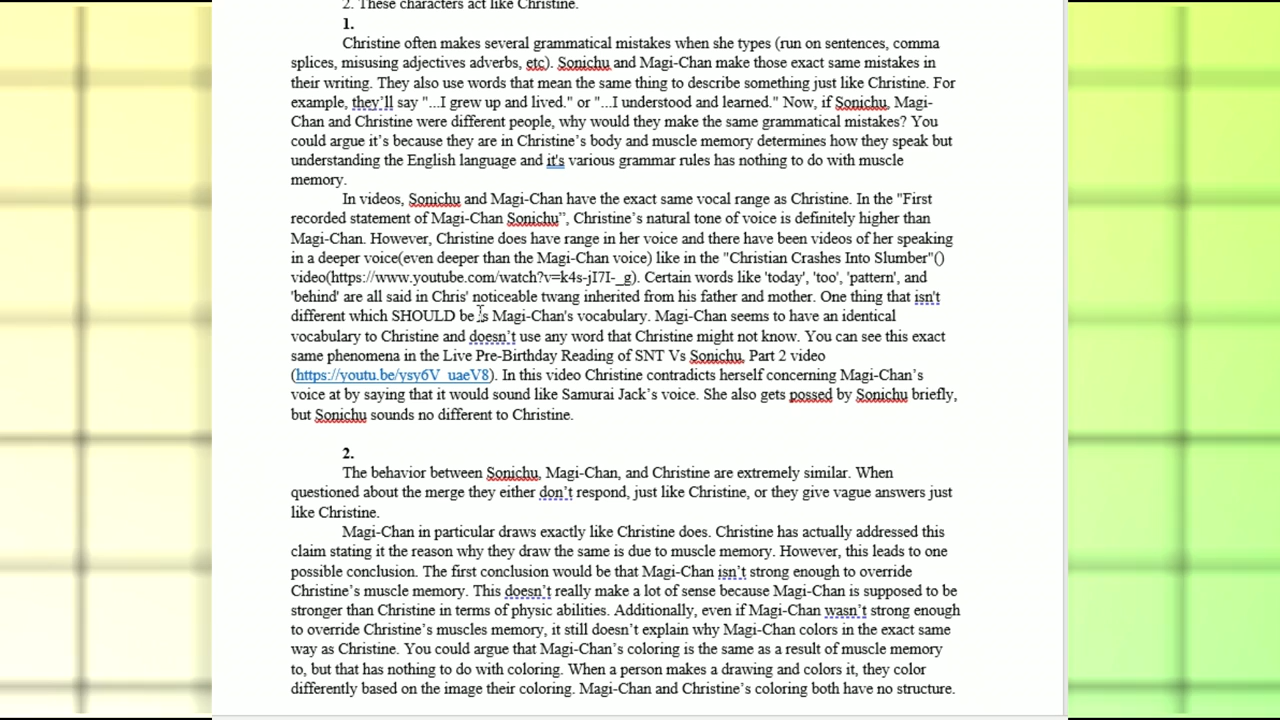 2. These characters act like Christine.
1.
Christine often makes several grammatical mistakes when she types (run on sentences, comma
splices, misusing adjectives adverbs, etc). Sonichu and Magi-Chan make those exact same mistakes in
their writing. They also use words that mean the same thing to describe something just like Christine. For
example, they'll say "...I grew up and lived." or "...I understood and learned." Now, if Sonichu, Magi-
Chan and Christine were different people, why would they make the same grammatical mistakes? You
could argue it's because they are in Christine's body and muscle memory determines how they speak but
understanding the English language and it's various grammar rules has nothing to do with muscle
memory.
In videos, Sonichu and Magi-Chan have the exact same vocal range as Christine. In the "First
recorded statement of Magi-Chan Sonichu", Christine's natural tone of voice is definitely higher than
Magi-Chan. However, Christine does have range in her voice and there have been videos of her speaking
in a deeper voice(even deeper than the Magi-Chan voice) like in the "Christian Crashes Into Slumber"()
video(https://www.youtube.com/watch?v=k4s-jI7I-_g). Certain words like 'today', 'too', 'pattern', and
'behind' are all said in Chris' noticeable twang inherited from his father and mother. One thing that isn't
different which SHOULD be is Magi-Chan's vocabulary. Magi-Chan seems to have an identical
vocabulary to Christine and doesn't use any word that Christine might not know. You can see this exact
same phenomena in the Live Pre-Birthday Reading of SNT Vs Sonichu, Part 2 video
(https://youtu.be/ysy6V_uaeV8). In this video Christine contradicts herself concerning Magi-Chan's
voice at by saying that it would sound like Samurai Jack's voice. She also gets possed by Sonichu briefly,
but Sonichu sounds no different to Christine.
2.
The behavior between Sonichu, Magi-Chan, and Christine are extremely similar. When
questioned about the merge they either don't respond, just like Christine, or they give vague answers just
like Christine.
Magi-Chan in particular draws exactly like Christine does. Christine has actually addressed this
claim stating it the reason why they draw the same is due to muscle memory. However, this leads to one
possible conclusion. The first conclusion would be that Magi-Chan isn't strong enough to override
Christine's muscle memory. This doesn't really make a lot of sense because Magi-Chan is supposed to be
stronger than Christine in terms of physic abilities. Additionally, even if Magi-Chan wasn't strong enough
to override Christine's muscles memory, it still doesn't explain why Magi-Chan colors in the exact same
way as Christine. You could argue that Magi-Chan's coloring is the same as a result of muscle memory
to, but that has nothing to do with coloring. When a person makes a drawing and colors it, they color
differently based on the image their coloring. Magi-Chan and Christine's coloring both have no structure.